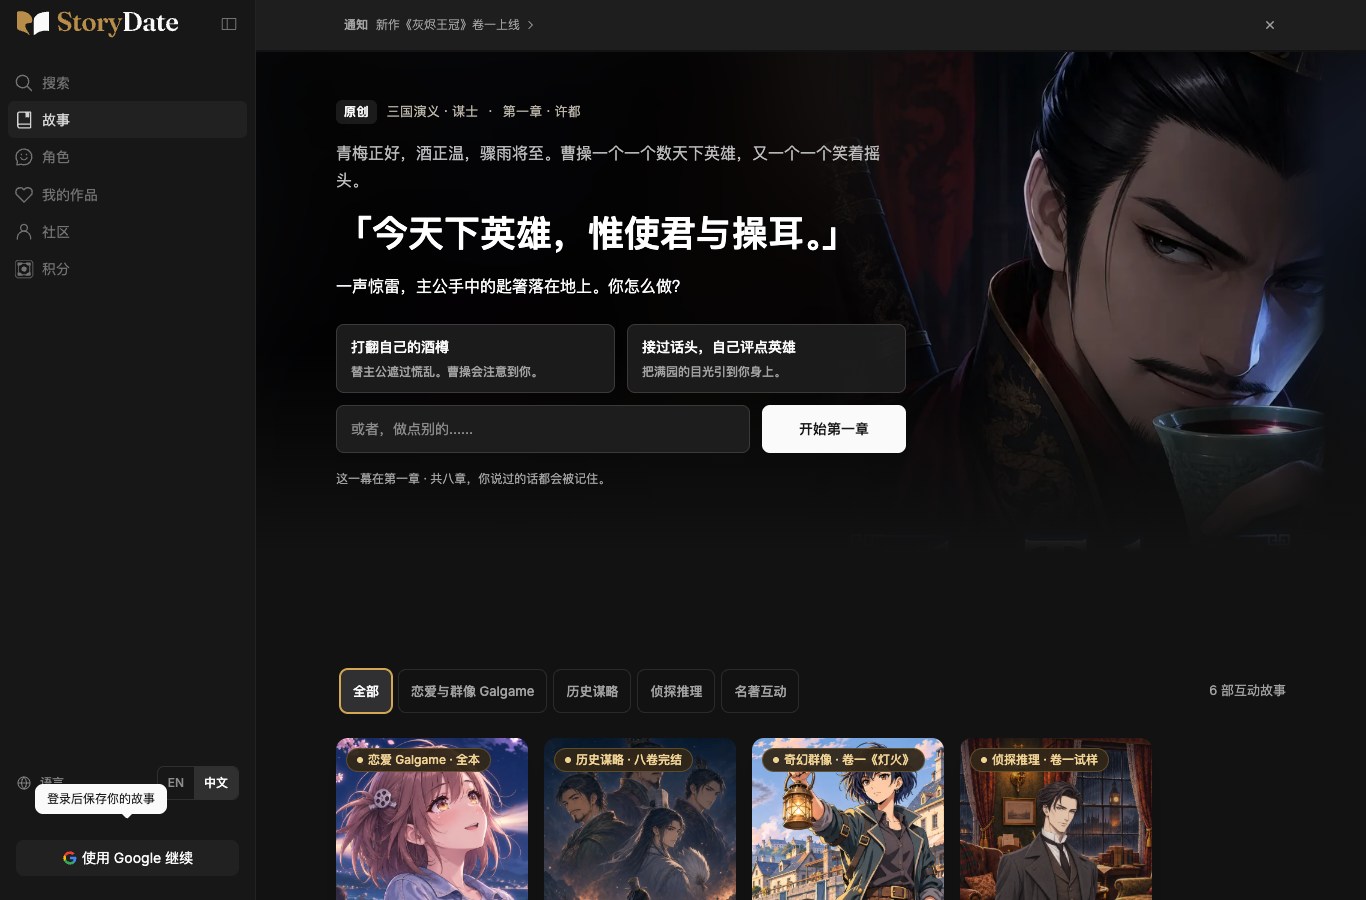 StoryDate
搜索
故事
角色
我的作品
社区
积分
语言
EN
中文
登录后保存你的故事
使用 Google 继续
通知 新作《灰烬王冠》卷一上线
原创 三国演义 · 谋士 · 第一章 · 许都
青梅正好，酒正温，骤雨将至。曹操一个一个数天下英雄，又一个一个笑着摇
头。
「今天下英雄，惟使君与操耳。」
一声惊雷，主公手中的匙箸落在地上。你怎么做？
打翻自己的酒樽
替主公遮过慌乱。曹操会注意到你。
接过话头，自己评点英雄
把满园的目光引到你身上。
或者，做点别的……
开始第一章
这一幕在第一章 · 共八章，你说过的话都会被记住。
全部
恋爱与群像 Galgame
历史谋略
侦探推理
名著互动
6 部互动故事
恋爱 Galgame · 全本
历史谋略 · 八卷完结
奇幻群像 · 卷一《灯火》
侦探推理 · 卷一试样